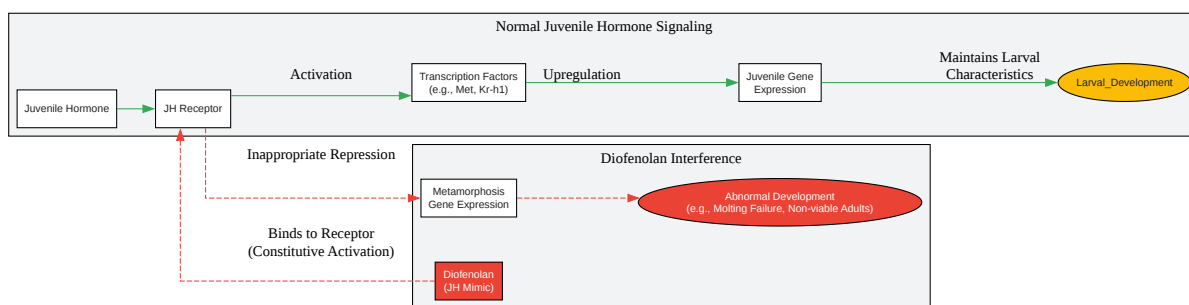 Normal Juvenile Hormone Signaling
Maintains Larval
Characteristics
Activation
Upregulation
Transcription Factors
(e.g., Met, Kr-h1)
Juvenile Gene
Expression
Larval_Development
Juvenile Hormone
JH Receptor
Inappropriate Repression
Diofenolan Interference
Metamorphosis
Gene Expression
Abnormal Development
(e.g., Molting Failure, Non-viable Adults)
Binds to Receptor
(Constitutive Activation)
Diofenolan
(JH Mimic)